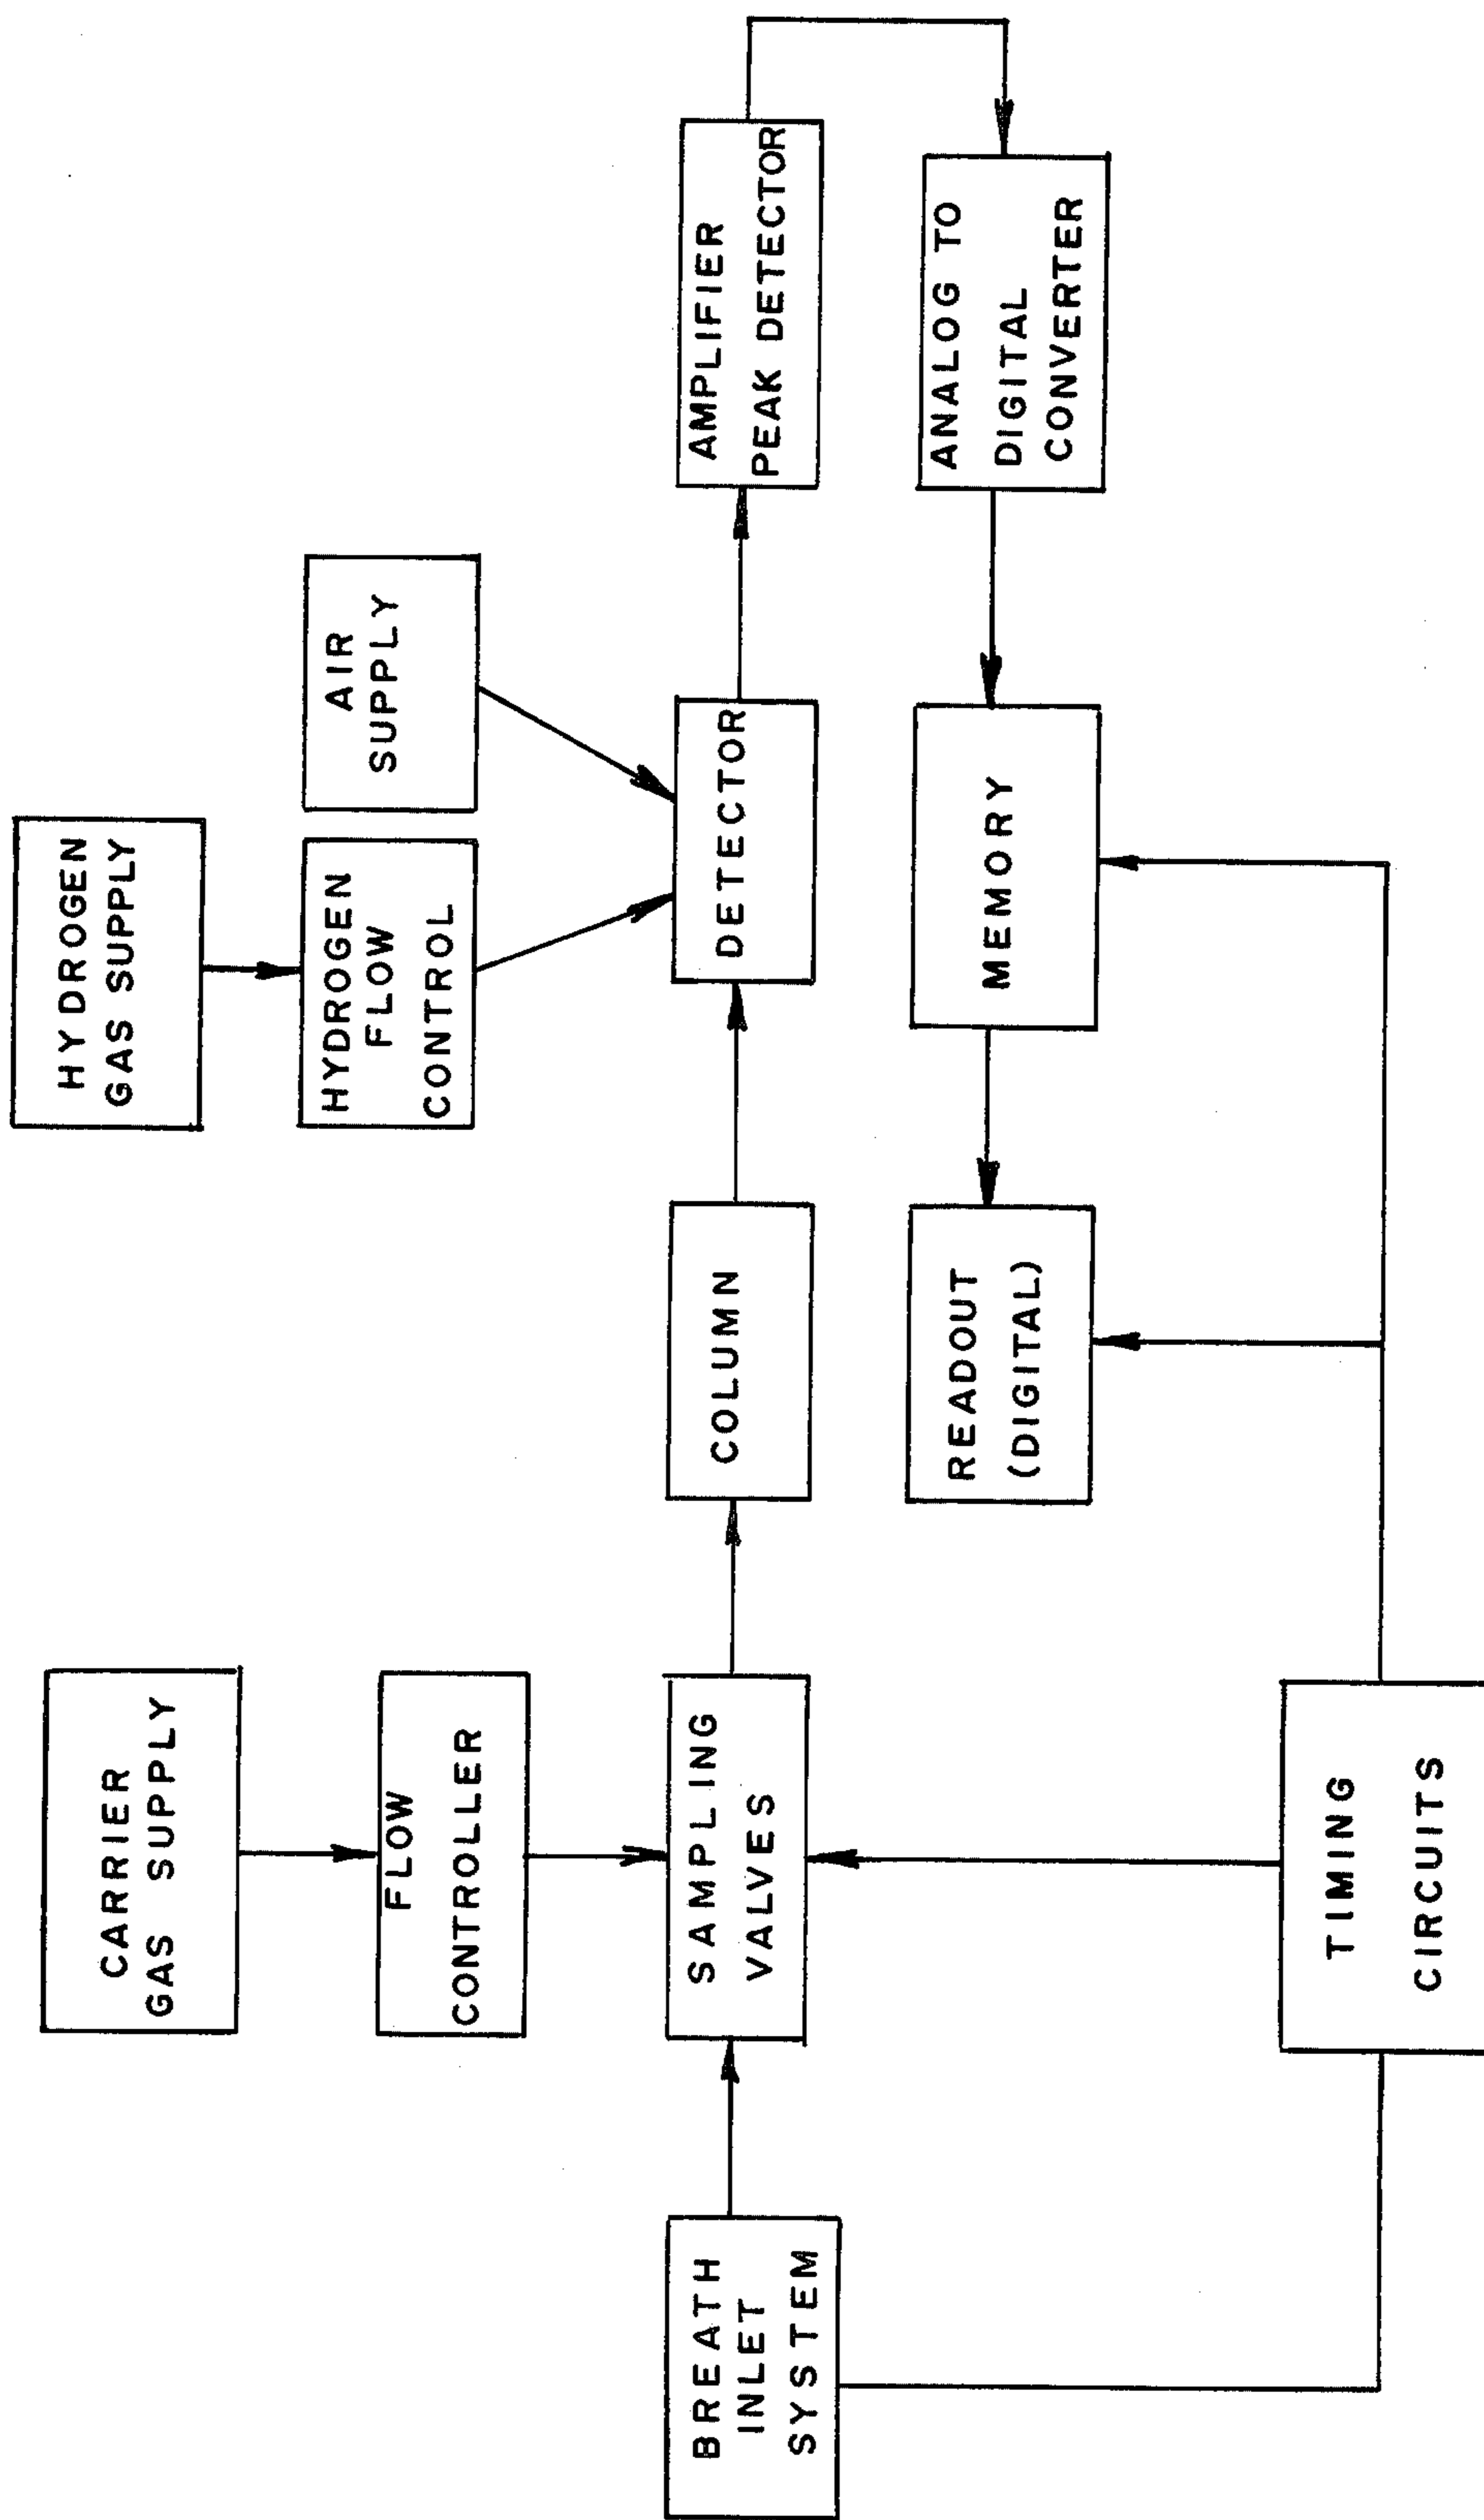 CARRIER
GAS SUPPLY
HYDROGEN
GAS SUPPLY
FLOW
CONTROLLER
HYDROGEN
FLOW
CONTROL
AIR
SUPPLY
BREATH
INLET
SYSTEM
SAMPLING
VALVES
COLUMN
DETECTOR
AMPLIFIER
PEAK DETECTOR
READOUT
(DIGITAL)
MEMORY
ANALOG TO
DIGITAL
CONVERTER
TIMING
CIRCUITS